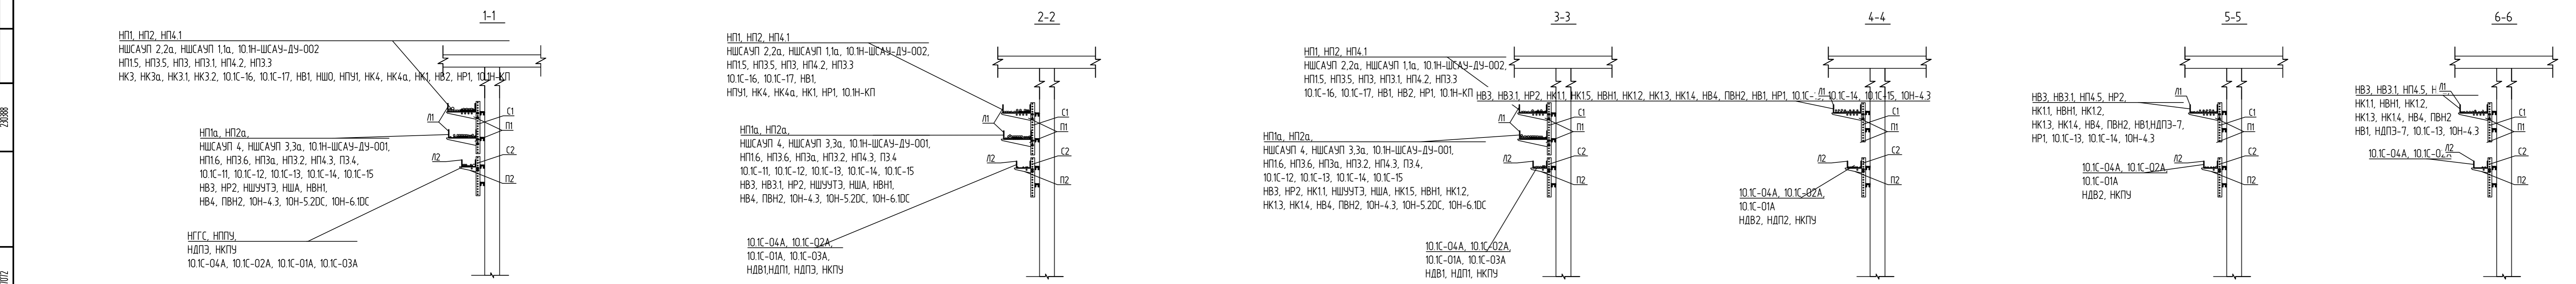 1-1
НП1, НП2, НП4.1
НШСАУП 2,2а, НШСАУП 1,1а, 10.1Н-ШСАУ-ДУ-002
НП1.5, НП3.5, НП3, НП3.1, НП4.2, НП3.3
НК3, НК3а, НК3.1, НК3.2, 10.1С-16, 10.1С-17, НВ1, НШО, НПУ1, НК4, НК4а, НК1, НВ2, НР1, 10.1Н-КП
Л1
С1
П1
НП1а, НП2а,
НШСАУП 4, НШСАУП 3,3а, 10.1Н-ШСАУ-ДУ-001,
НП1.6, НП3.6, НП3а, НП3.2, НП4.3, П3.4
10.1С-11, 10.1С-12, 10.1С-13, 10.1С-14, 10.1С-15
НВ3, НР2, НШУУТЭ, НША, НВН1,
НВ4, ПВН2, 10Н-4.3, 10Н-5.2DC, 10Н-6.1DC
Л2
С2
П2
НГГС, НППУ,
НДПЭ, НКПУ
10.1С-04А, 10.1С-02А, 10.1С-01А, 10.1С-03А
2-2
НП1, НП2, НП4.1
НШСАУП 2,2а, НШСАУП 1,1а, 10.1Н-ШСАУ-ДУ-002,
НП1.5, НП3.5, НП3, НП3.1, НП4.2, НП3.3
10.1С-16, 10.1С-17, НВ1,
НПУ1, НК4, НК4а, НК1, НР1, 10.1Н-КП
Л1
С1
П1
НП1а, НП2а,
НШСАУП 4, НШСАУП 3,3а, 10.1Н-ШСАУ-ДУ-001,
НП1.6, НП3.6, НП3а, НП3.2, НП4.3, П3.4
10.1С-11, 10.1С-12, 10.1С-13, 10.1С-14, 10.1С-15
НВ3, НВ3.1, НР2, НШУУТЭ, НША, НВН1,
НВ4, ПВН2, 10Н-4.3, 10Н-5.2DC, 10Н-6.1DC
Л2
С2
П2
10.1С-04А, 10.1С-02А,
10.1С-01А, 10.1С-03А,
НДВ1,НДП1, НДПЭ, НКПУ
3-3
НП1, НП2, НП4.1
НШСАУП 2,2а, НШСАУП 1,1а, 10.1Н-ШСАУ-ДУ-002,
НП1.5, НП3.5, НП3, НП3.1, НП4.2, НП3.3
10.1С-16, 10.1С-17, НВ1, НВ2, НР1, 10.1Н-КП
Л1
С1
П1
НП1а, НП2а,
НШСАУП 4, НШСАУП 3,3а, 10.1Н-ШСАУ-ДУ-001,
НП1.6, НП3.6, НП3а, НП3.2, НП4.3, П3.4,
10.1С-12, 10.1С-13, 10.1С-14, 10.1С-15
НВ3, НР2, НК1.1, НШУУТЭ, НША, НК1.5, НВН1, НК1.2,
НК1.3, НК1.4, НВ4, ПВН2, 10Н-4.3, 10Н-5.2DC, 10Н-6.1DC
Л2
С2
П2
10.1С-04А, 10.1С-02А,
10.1С-01А, 10.1С-03А
НДВ1, НДП1, НКПУ
4-4
НВ3, НВ3.1, НР2, НК1.1, НК1.5, НВН1, НК1.2, НК1.3, НК1.4, НВ4, ПВН2, НВ1, НР1, 10.1С-14, 10.1С-15, 10Н-4.3
Л1
С1
П1
Л2
С2
П2
10.1С-04А, 10.1С-02А,
10.1С-01А
НДВ2, НДП2, НКПУ
5-5
НВ3, НВ3.1, НП4.5, НР2,
НК1.1, НВН1, НК1.2,
НК1.3, НК1.4, НВ4, ПВН2, НВ1,НДПЭ-7,
НР1, 10.1С-13, 10.1С-14, 10Н-4.3
Л1
С1
П1
Л2
С2
П2
10.1С-04А, 10.1С-02А,
10.1С-01А
НДВ2, НКПУ
6-6
НВ3, НВ3.1, НП4.5,
НК1.1, НВН1, НК1.2,
НК1.3, НК1.4, НВ4, ПВН2
НВ1, НДПЭ-7, 10.1С-13, 10Н-4.3
Л1
С1
П1
10.1С-04А,
Л2
С2
П2
230388